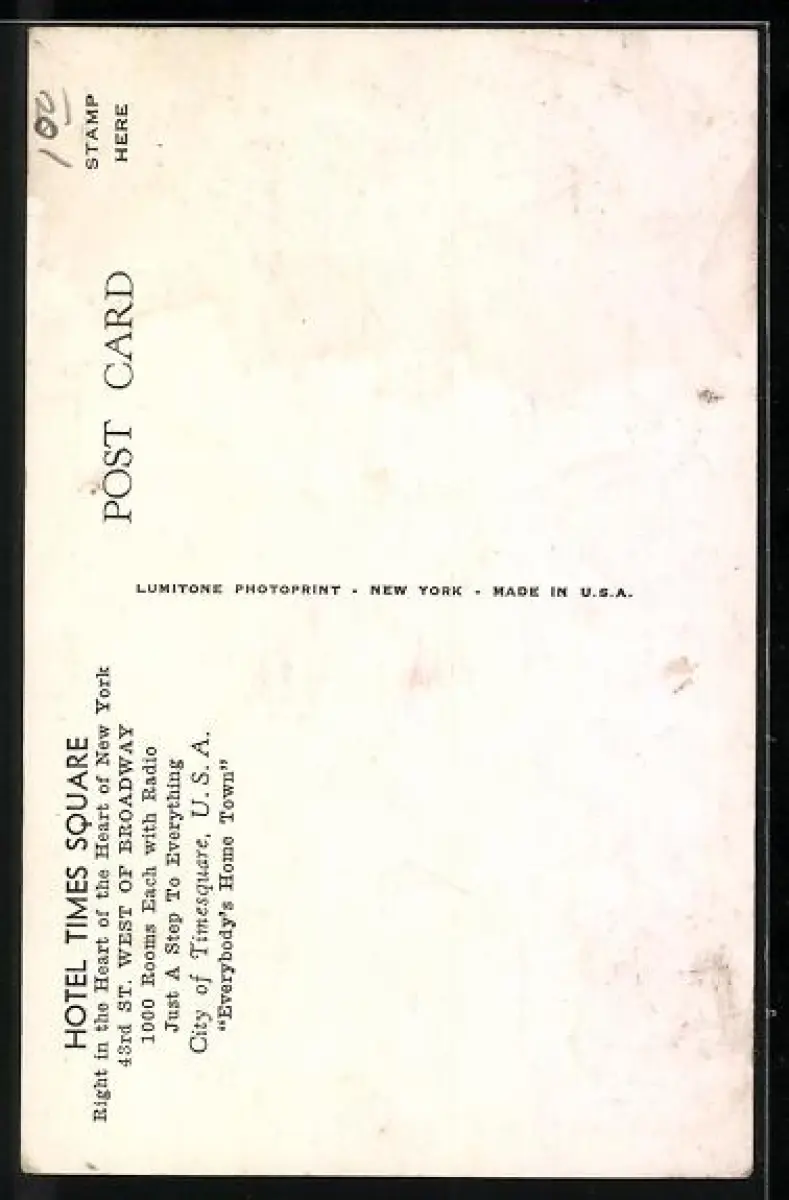 HOTEL TIMES SQUARE
Right in the Heart of the Heart of New York
43rd ST. WEST OF BROADWAY
1000 Rooms Each with Radio
Just A Step To Everything
City of Timesquare, U.S.A.
"Everybody's Home Town"
POST CARD
100
STAMP
HERE
LUMITONE PHOTOPRINT - NEW YORK - MADE IN U.S.A.